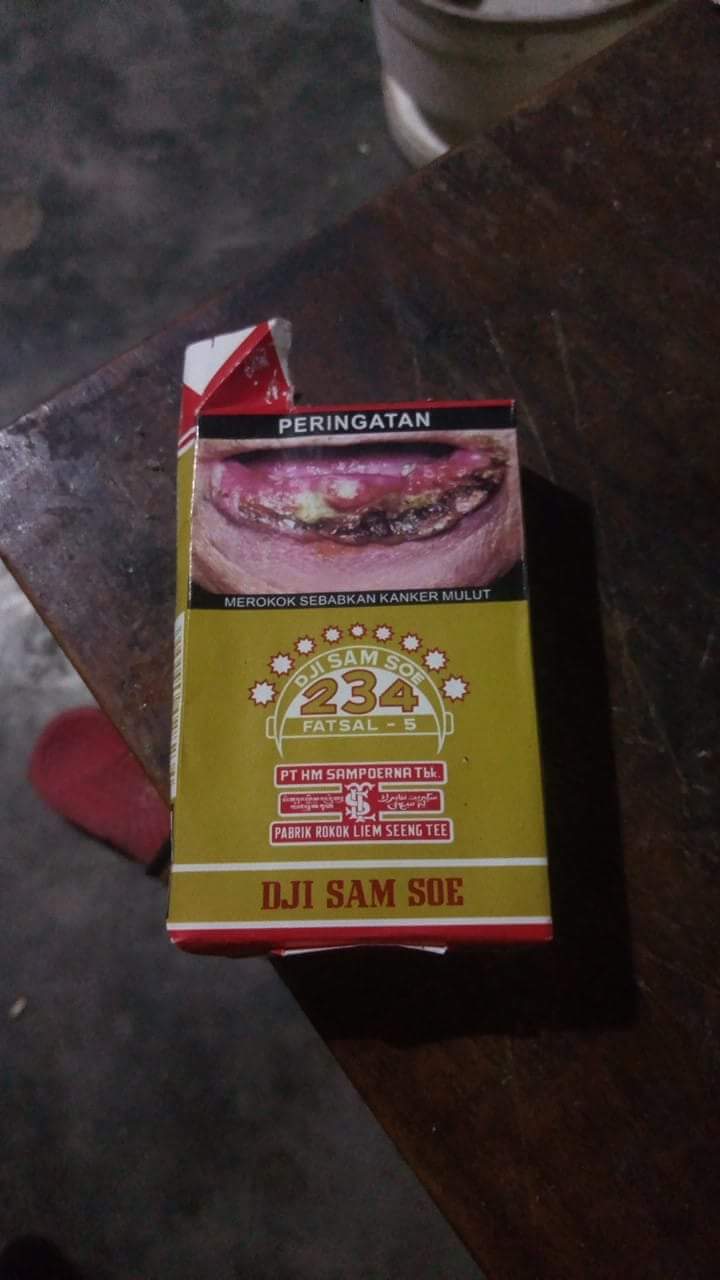 PERINGATAN
MEROKOK SEBABKAN KANKER MULUT
DJI SAM SOE
234
FATSAL - 5
PT HM SAMPOERNA Tbk.
PABRIK ROKOK LIEM SEENG TEE
DJI SAM SOE